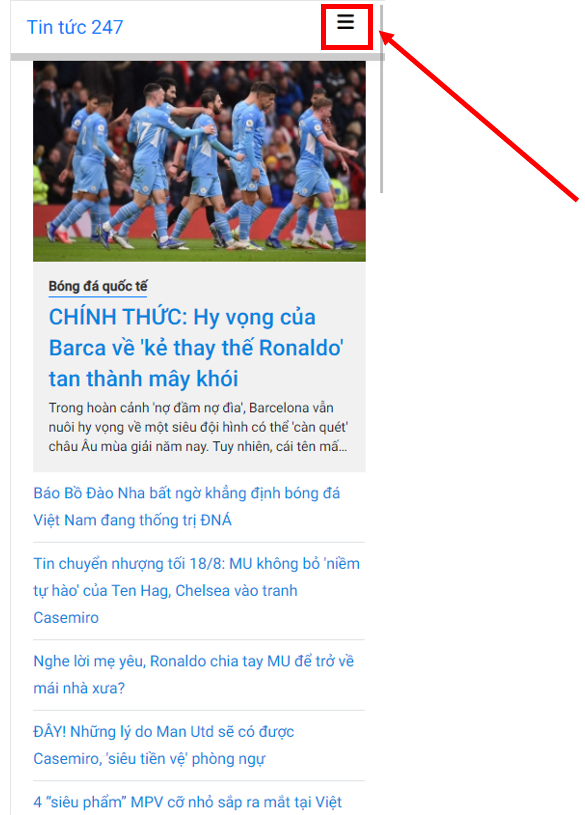 Tin tức 247
Bóng đá quốc tế
CHÍNH THỨC: Hy vọng của
Barca về 'kẻ thay thế Ronaldo'
tan thành mây khói
Trong hoàn cảnh 'nợ đầm nợ đìa', Barcelona vẫn
nuôi hy vọng về một siêu đội hình có thể 'càn quét'
châu Âu mùa giải năm nay. Tuy nhiên, cái tên mấ...
Báo Bồ Đào Nha bất ngờ khẳng định bóng đá
Việt Nam đang thống trị ĐNÁ
Tin chuyển nhượng tối 18/8: MU không bỏ 'niềm
tự hào' của Ten Hag, Chelsea vào tranh
Casemiro
Nghe lời mẹ yêu, Ronaldo chia tay MU để trở về
mái nhà xưa?
ĐÂY! Những lý do Man Utd sẽ có được
Casemiro, 'siêu tiền vệ' phòng ngự
4 “siêu phẩm” MPV cỡ nhỏ sắp ra mắt tại Việt